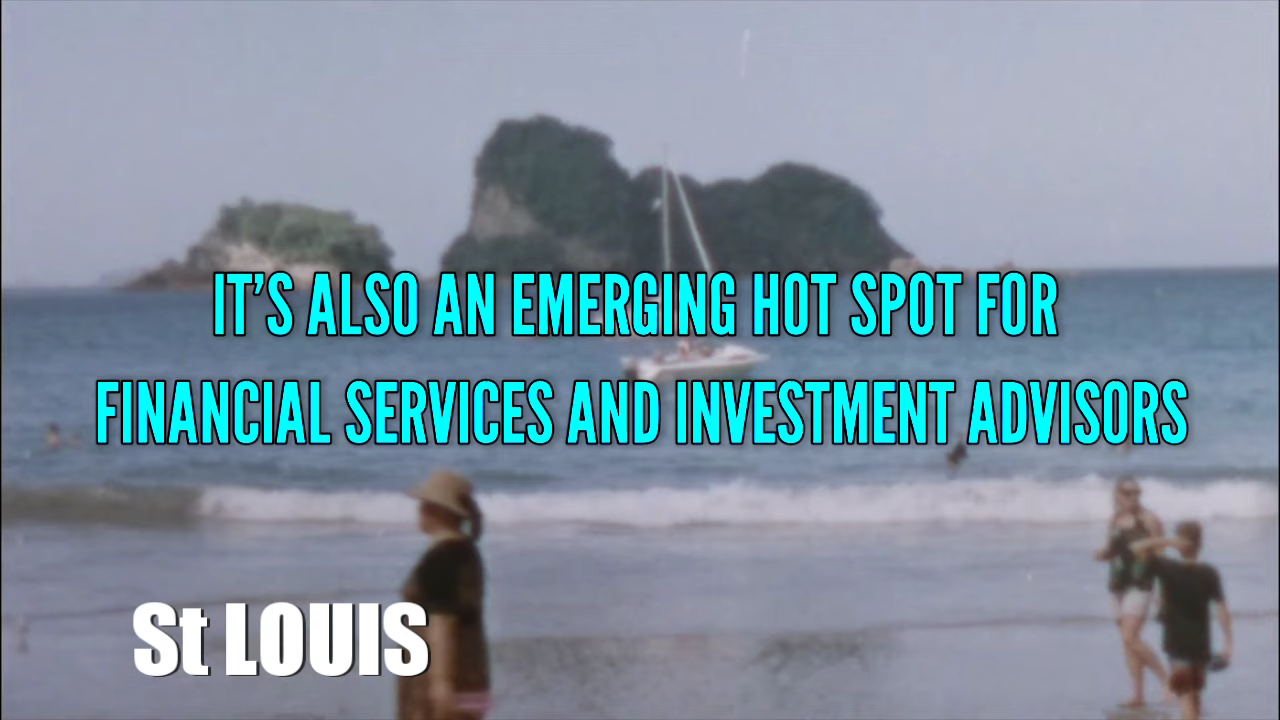 IT’S ALSO AN EMERGING HOT SPOT FOR
FINANCIAL SERVICES AND INVESTMENT ADVISORS
St LOUIS